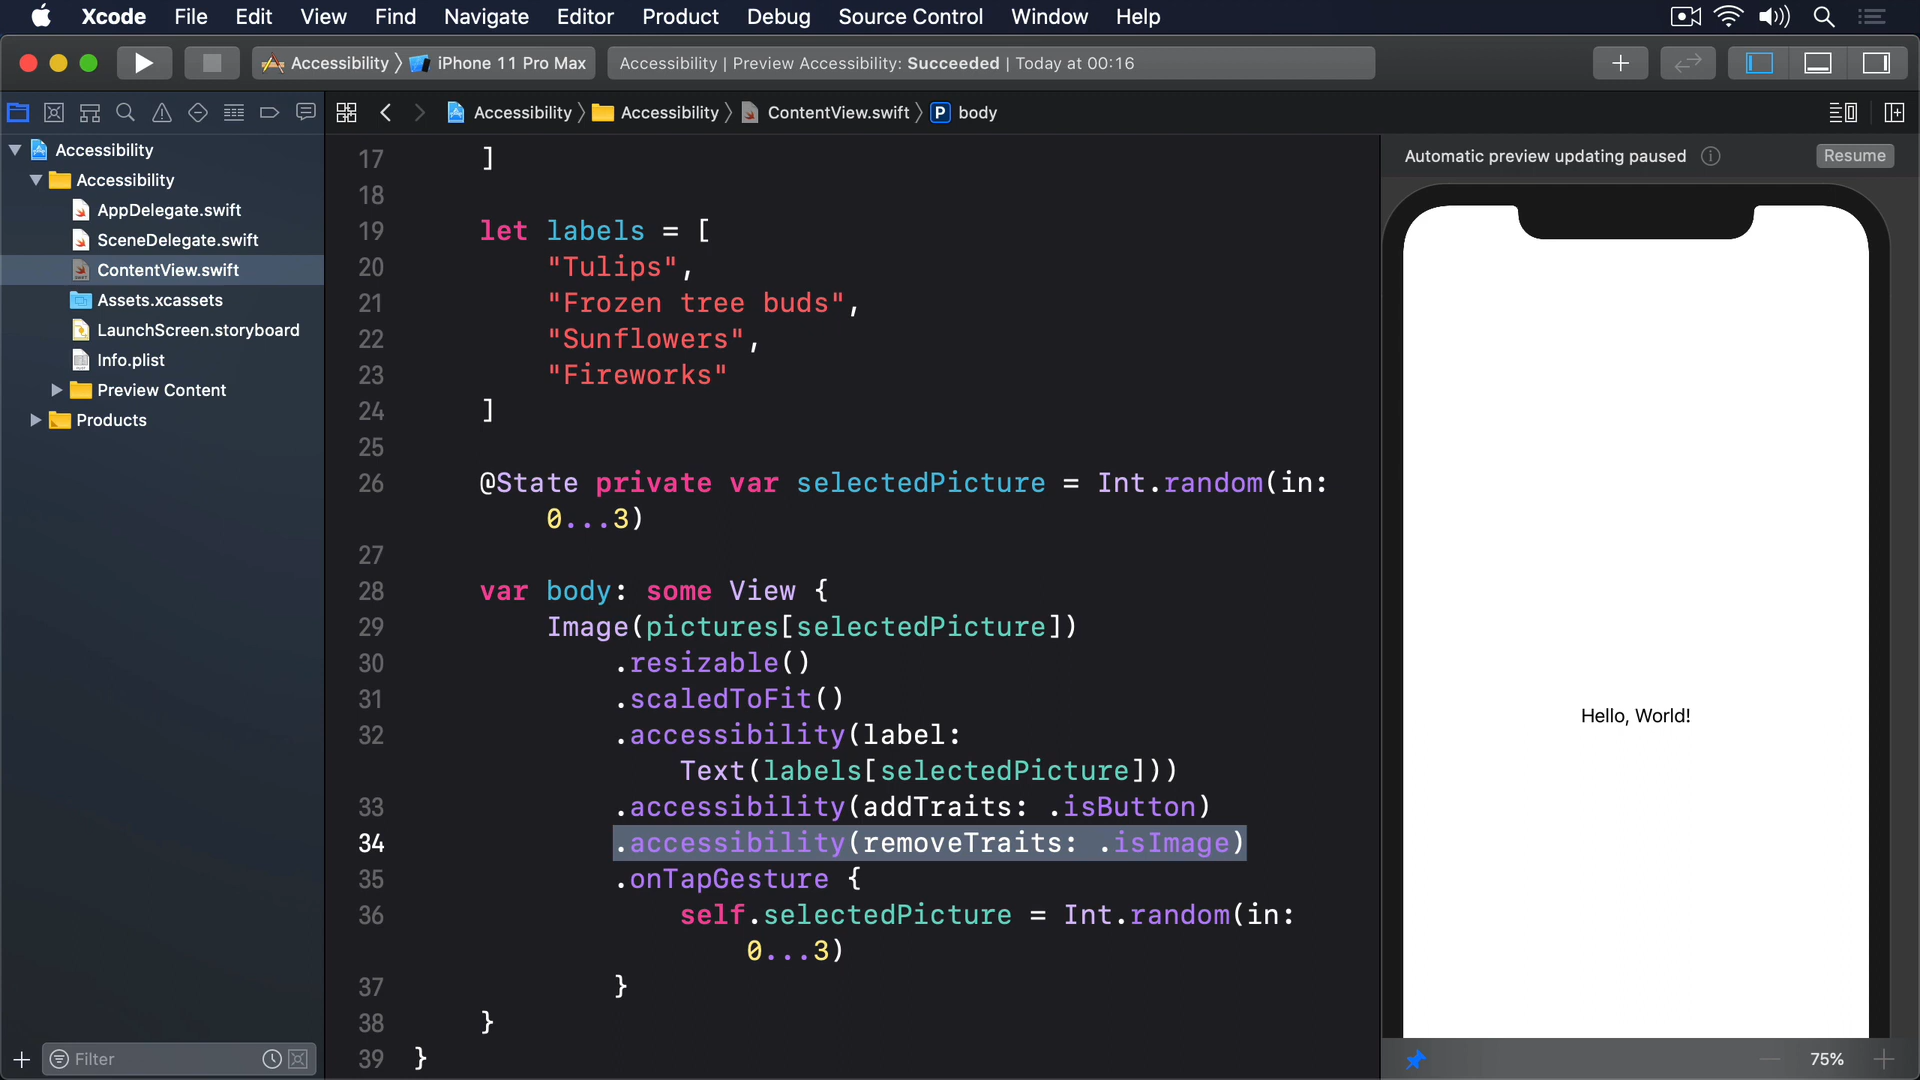 Xcode File Edit View Find Navigate Editor Product Debug Source Control Window Help
Accessibility 〉 iPhone 11 Pro Max
Accessibility | Preview Accessibility: Succeeded | Today at 00:16
Accessibility 〉 Accessibility 〉 ContentView.swift 〉 P body
Accessibility
Accessibility
AppDelegate.swift
SceneDelegate.swift
ContentView.swift
Assets.xcassets
LaunchScreen.storyboard
Info.plist
Preview Content
Products
Filter
17 ]
18
19 let labels = [
20 "Tulips",
21 "Frozen tree buds",
22 "Sunflowers",
23 "Fireworks"
24 ]
25
26 @State private var selectedPicture = Int.random(in:
0...3)
27
28 var body: some View {
29 Image(pictures[selectedPicture])
30 .resizable()
31 .scaledToFit()
32 .accessibility(label:
Text(labels[selectedPicture]))
33 .accessibility(addTraits: .isButton)
34 .accessibility(removeTraits: .isImage)
35 .onTapGesture {
36 self.selectedPicture = Int.random(in:
0...3)
37 }
38 }
39 }
Automatic preview updating paused
Resume
Hello, World!
75%